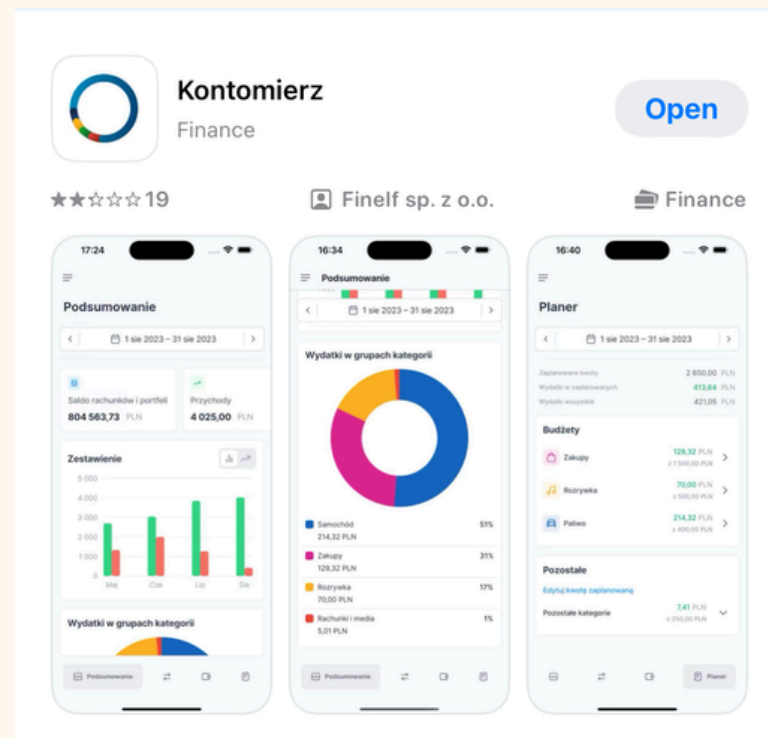 Kontomierz
Finance
Open
★★☆☆☆ 19
Finelf sp. z o.o.
Finance
17:24
Podsumowanie
1 sie 2023 – 31 sie 2023
Saldo rachunków i portfeli
804 563,73 PLN
Przychody
4 025,00 PLN
Zestawienie
5 000
4 000
3 000
2 000
1 000
0
Maj Cze Lip Sie
Wydatki w grupach kategorii
Podsumowanie
16:34
Podsumowanie
1 sie 2023 – 31 sie 2023
Wydatki w grupach kategorii
Samochód 51%
214,32 PLN
Zakupy 31%
129,32 PLN
Rozrywka 17%
70,00 PLN
Rachunki i media 1%
5,01 PLN
Podsumowanie
16:40
Planer
1 sie 2023 – 31 sie 2023
Zaplanowane kwoty 2 650,00 PLN
Wydatki w zaplanowanych 413,64 PLN
Wydatki wszystkie 421,05 PLN
Budżety
Zakupy 129,32 PLN
z 1 500,00 PLN
Rozrywka 70,00 PLN
z 500,00 PLN
Paliwo 214,32 PLN
z 400,00 PLN
Pozostałe
Edytuj kwotę zaplanowaną
Pozostałe kategorie 7,41 PLN
z 250,00 PLN
Planer